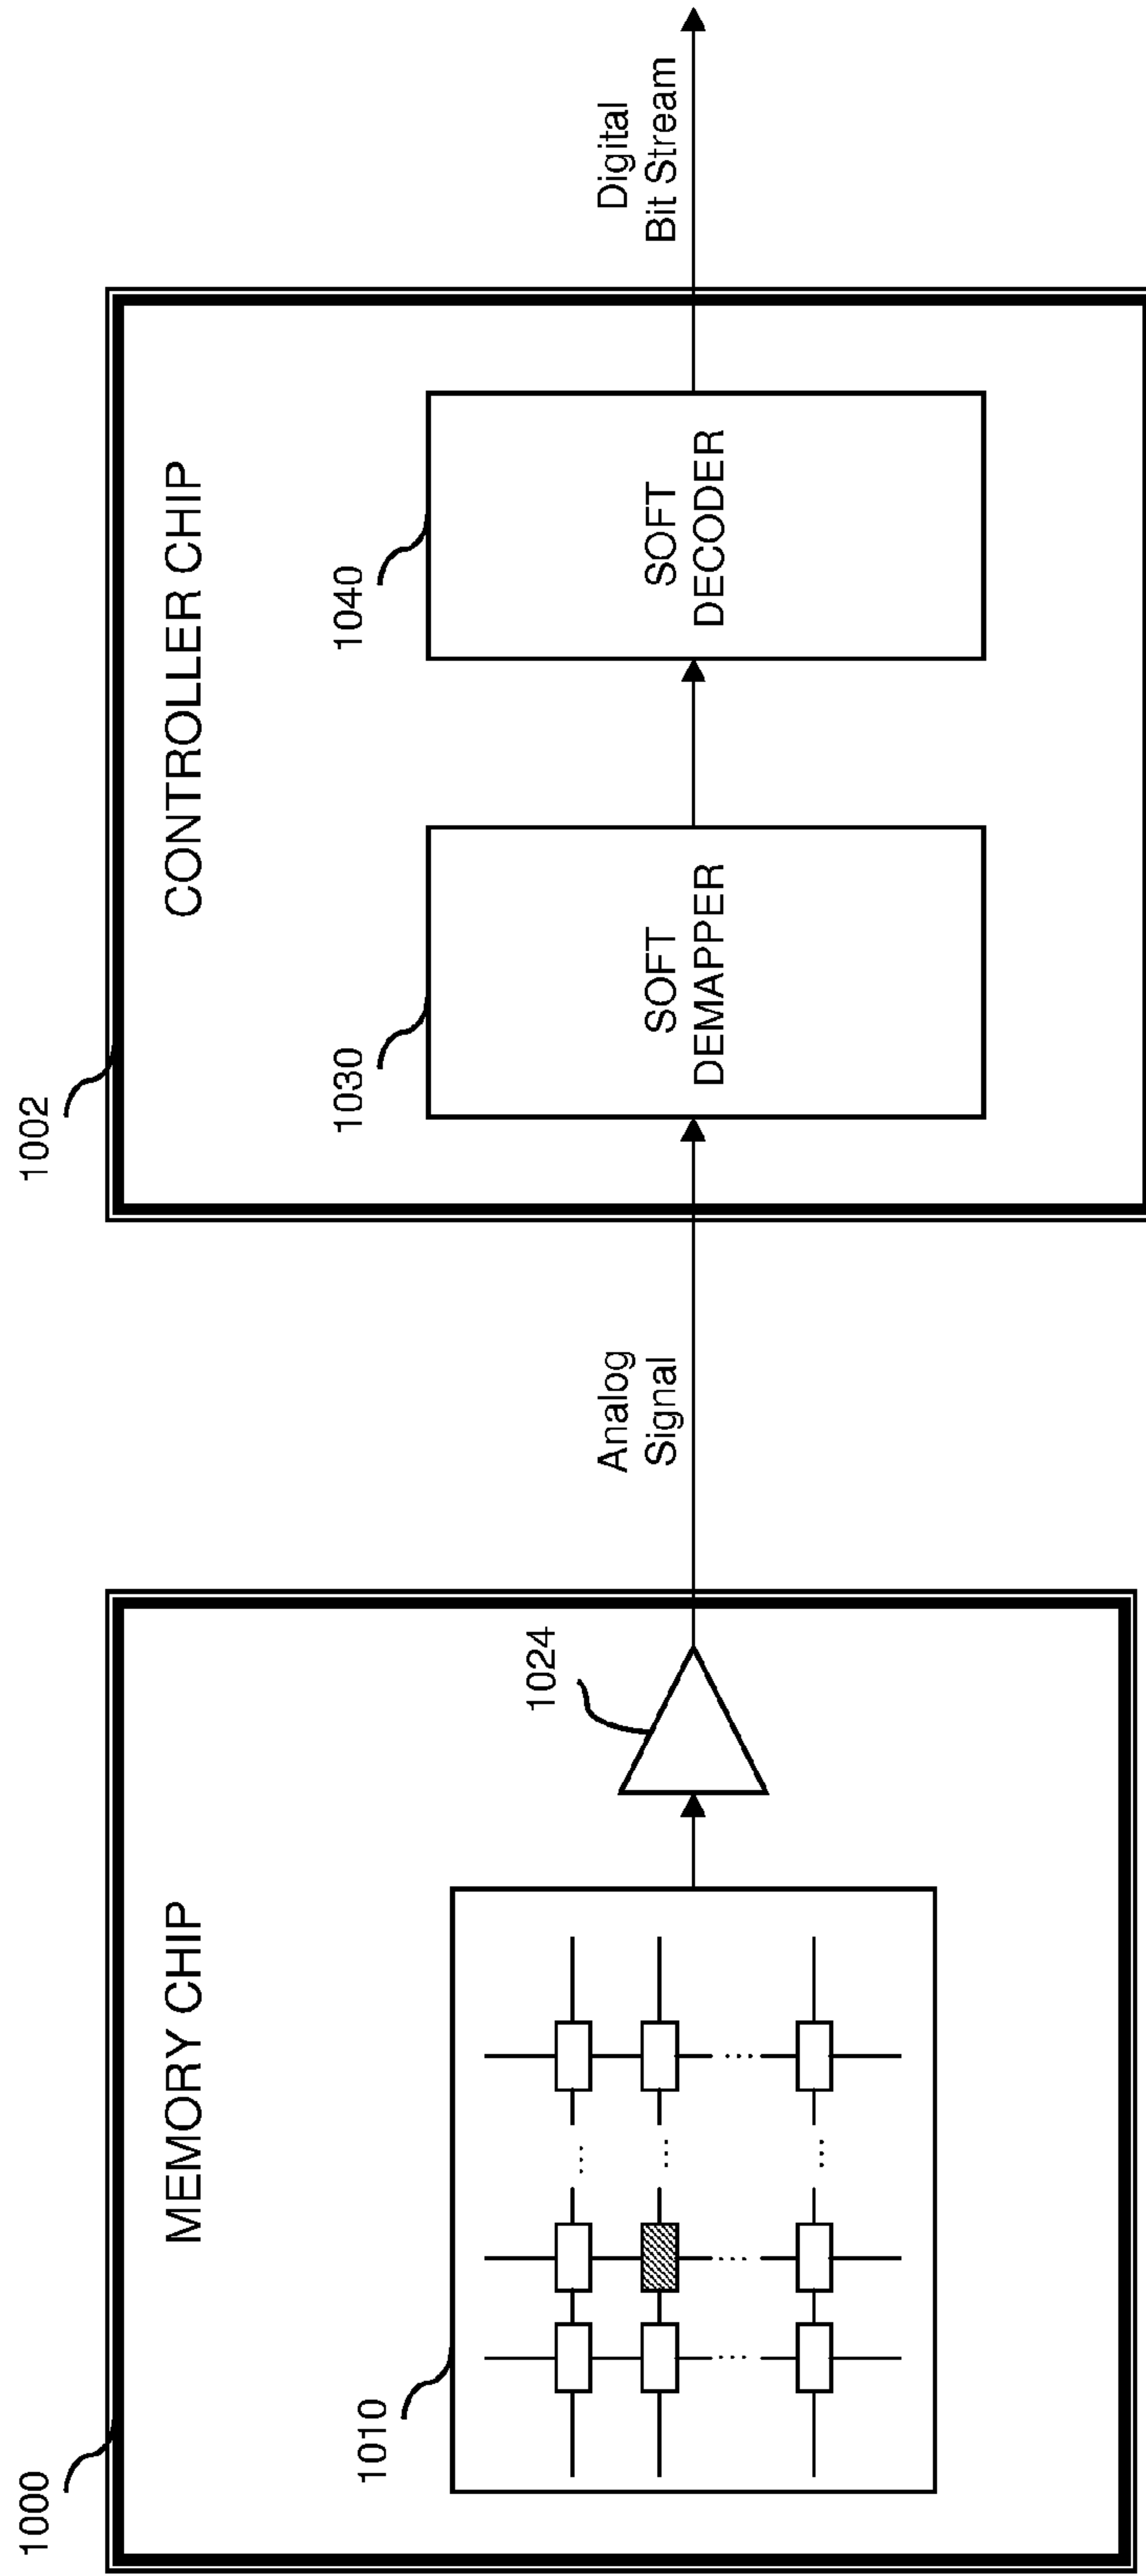 1000
MEMORY CHIP
1010
1024
Analog
Signal
1002
CONTROLLER CHIP
1030
SOFT
DEMAPPER
1040
SOFT
DECODER
Digital
Bit Stream